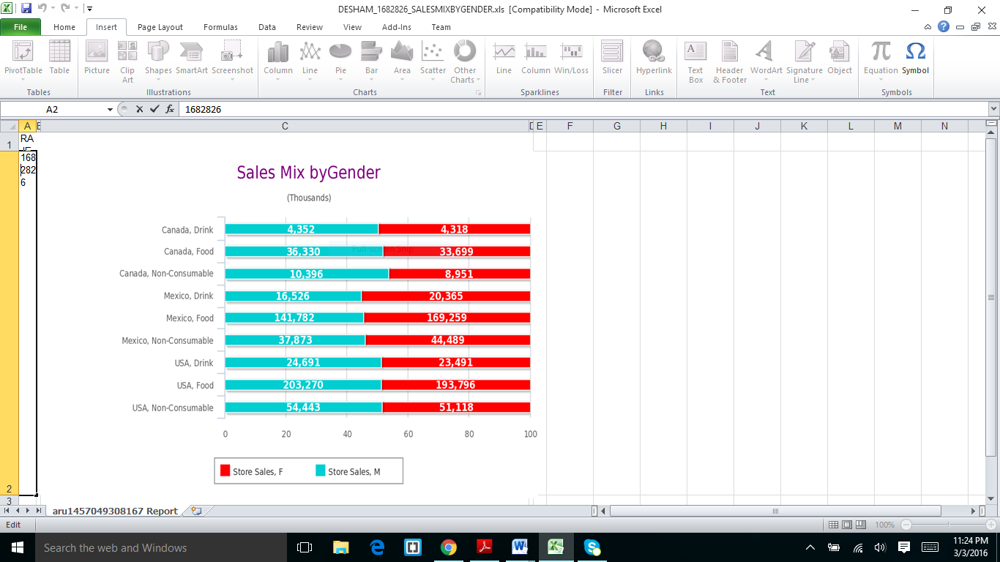 DESHAM_1682826_SALESMIXBYGENDER.xls [Compatibility Mode] - Microsoft Excel
File Home Insert Page Layout Formulas Data Review View Add-Ins Team
PivotTable Table Picture Clip Art Shapes SmartArt Screenshot Column Line Pie Bar Area Scatter Other Charts Line Column Win/Loss Slicer Hyperlink Text Box Header & Footer WordArt Signature Line Object Equation Symbol
Tables Illustrations Charts Sparklines Filter Links Text Symbols
A2 fx 1682826
A C E F G H I J K L M N
1 RA
168
282
6
Sales Mix byGender
(Thousands)
Canada, Drink 4,352 4,318
Full-screen Snip
Canada, Food 36,330 33,699
Canada, Non-Consumable 10,396 8,951
Mexico, Drink 16,526 20,365
Mexico, Food 141,782 169,259
Mexico, Non-Consumable 37,873 44,489
USA, Drink 24,691 23,491
USA, Food 203,270 193,796
USA, Non-Consumable 54,443 51,118
0 20 40 60 80 100
Store Sales, F Store Sales, M
2
3
aru1457049308167 Report
Edit 100%
Search the web and Windows
11:24 PM
3/3/2016